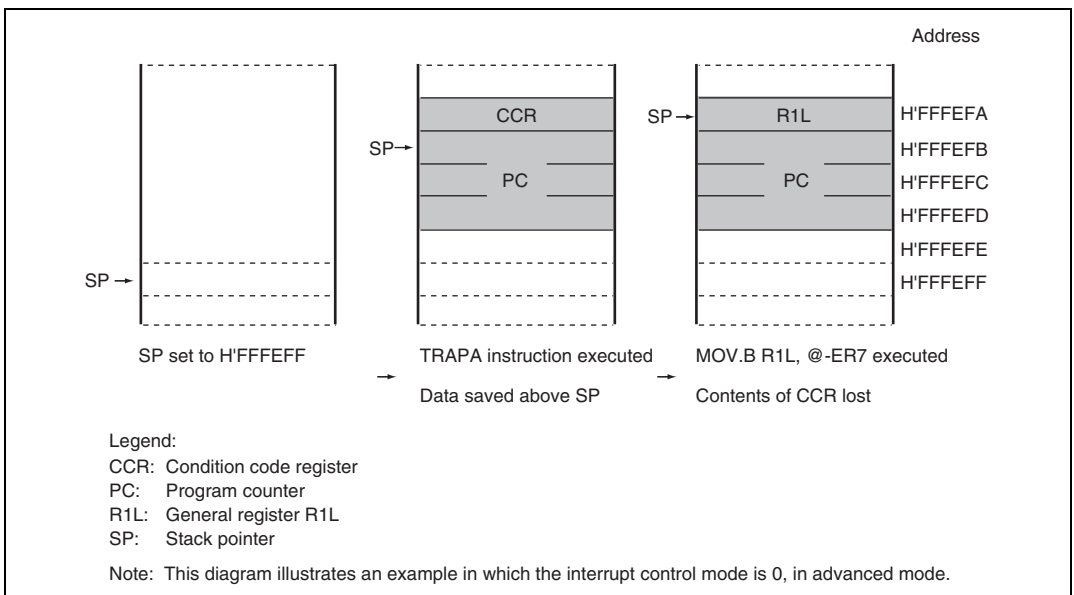 Address
CCR
SP
R1L
H'FFFEFA
SP
H'FFFEFB
PC
PC
H'FFFEFC
H'FFFEFD
H'FFFEFE
SP
H'FFFEFF
SP set to H'FFFEFF
TRAPA instruction executed
MOV.B R1L, @-ER7 executed
Data saved above SP
Contents of CCR lost
Legend:
CCR: Condition code register
PC: Program counter
R1L: General register R1L
SP: Stack pointer
Note: This diagram illustrates an example in which the interrupt control mode is 0, in advanced mode.